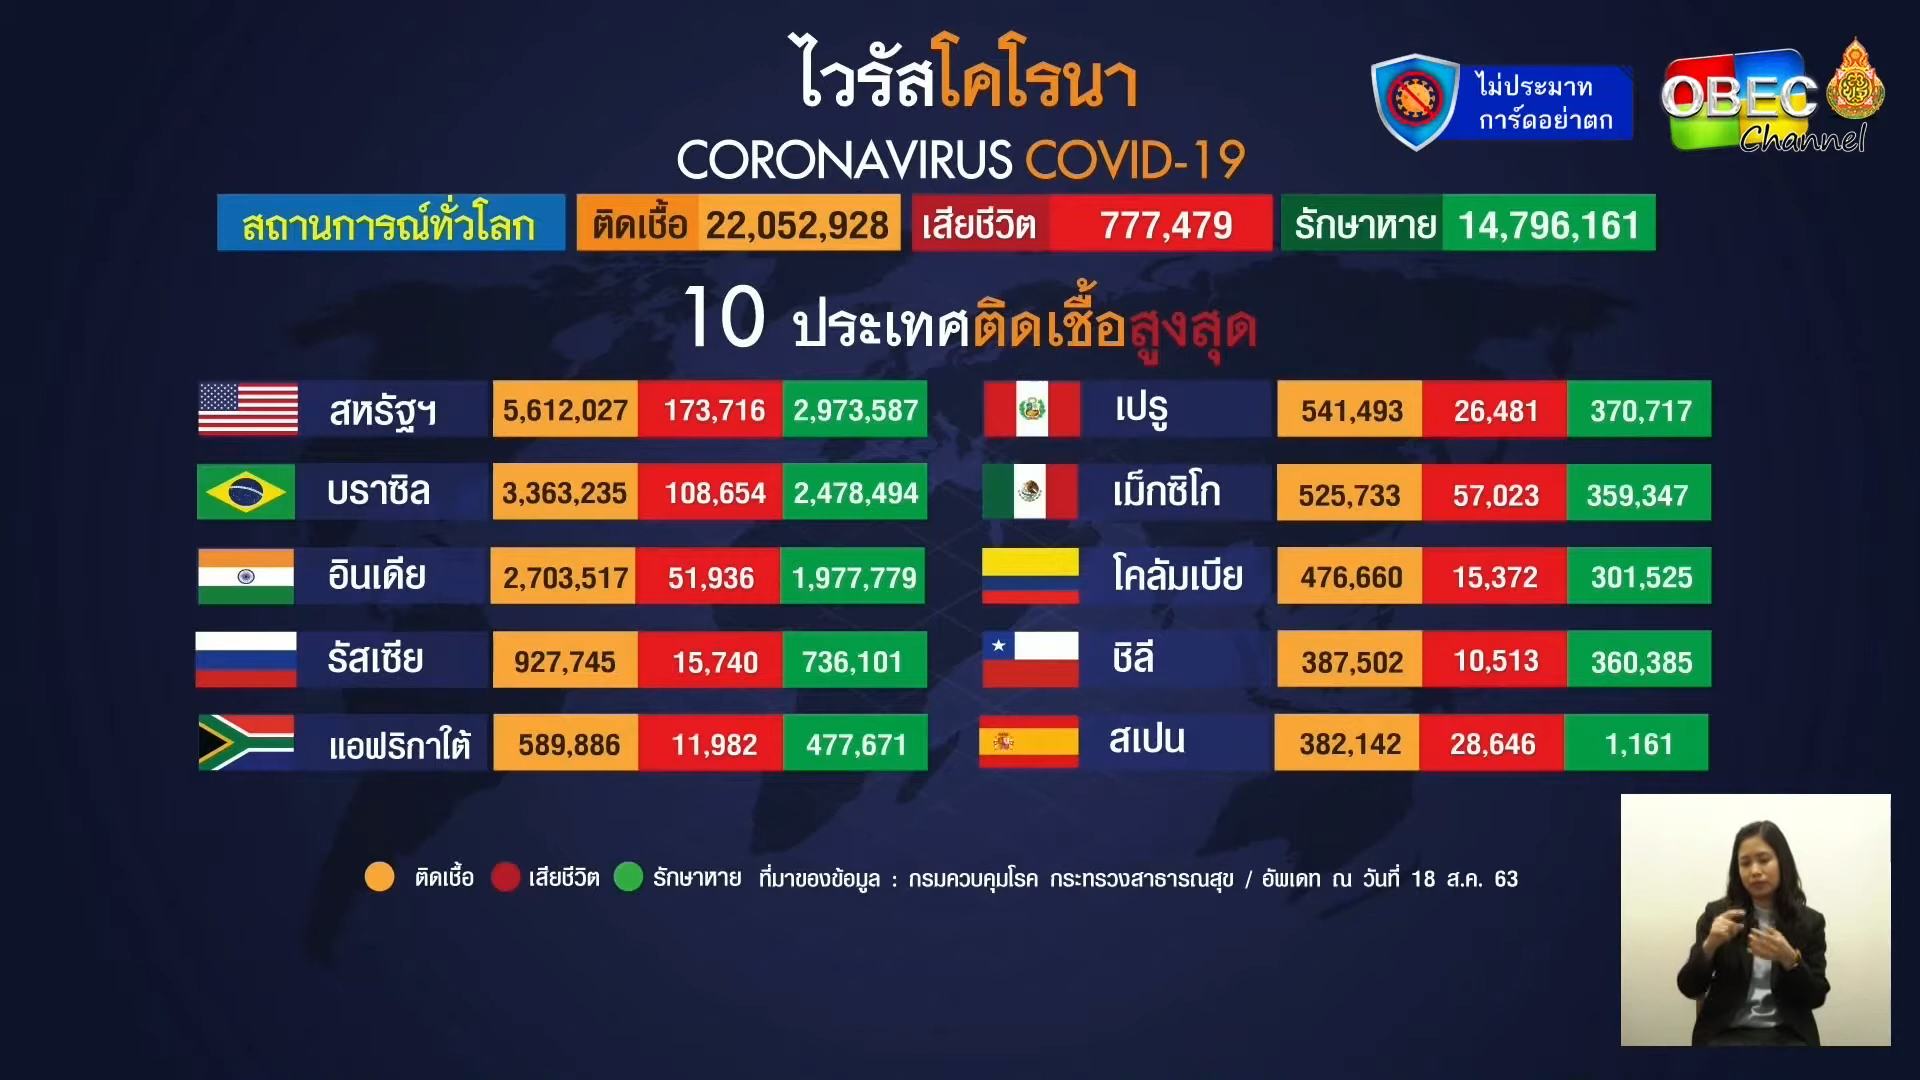 ไวรัสโคโรนา
CORONAVIRUS COVID-19
ไม่ประมาท
การ์ดอย่าตก
OBEC
Channel
สถานการณ์ทั่วโลก ติดเชื้อ 22,052,928 เสียชีวิต 777,479 รักษาหาย 14,796,161
10 ประเทศติดเชื้อสูงสุด
สหรัฐฯ 5,612,027 173,716 2,973,587
บราซิล 3,363,235 108,654 2,478,494
อินเดีย 2,703,517 51,936 1,977,779
รัสเซีย 927,745 15,740 736,101
แอฟริกาใต้ 589,886 11,982 477,671
เปรู 541,493 26,481 370,717
เม็กซิโก 525,733 57,023 359,347
โคลัมเบีย 476,660 15,372 301,525
ชิลี 387,502 10,513 360,385
สเปน 382,142 28,646 1,161
ติดเชื้อ เสียชีวิต รักษาหาย ที่มาของข้อมูล : กรมควบคุมโรค กระทรวงสาธารณสุข / อัพเดท ณ วันที่ 18 ส.ค. 63